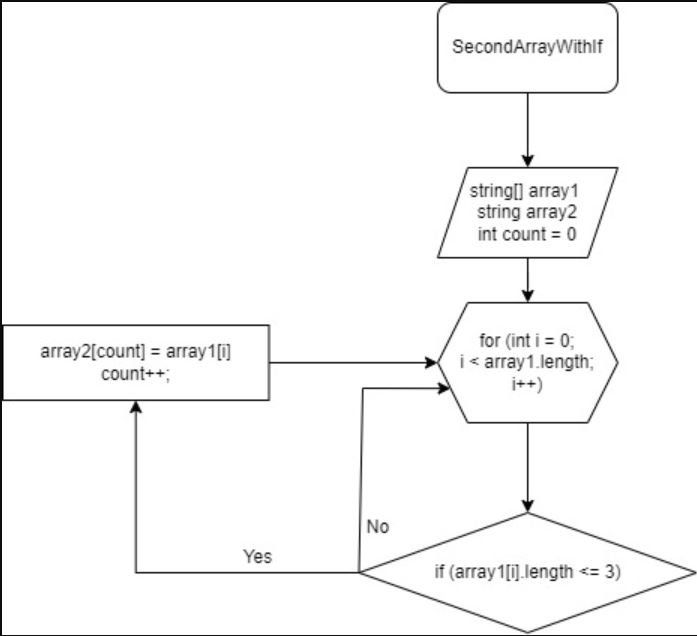 SecondArrayWithIf
string[] array1
string array2
int count = 0
for (int i = 0;
i < array1.length;
i++)
array2[count] = array1[i]
count++;
No
Yes
if (array1[i].length <= 3)